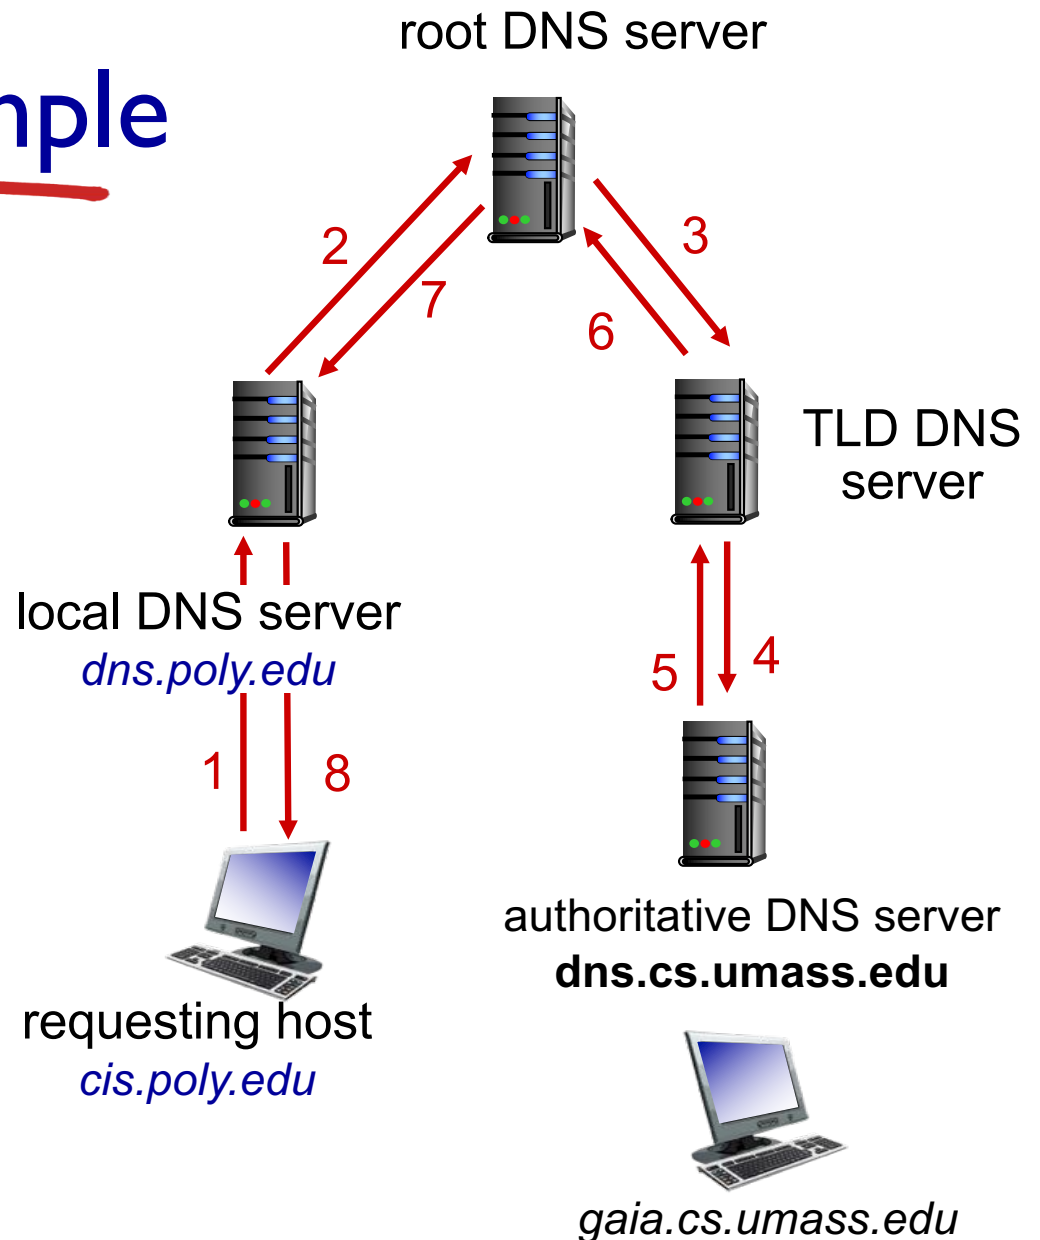 root DNS server
2
3
7
6
TLD DNS
server
local DNS server
dns.poly.edu
5
4
1
8
authoritative DNS server
dns.cs.umass.edu
requesting host
cis.poly.edu
gaia.cs.umass.edu